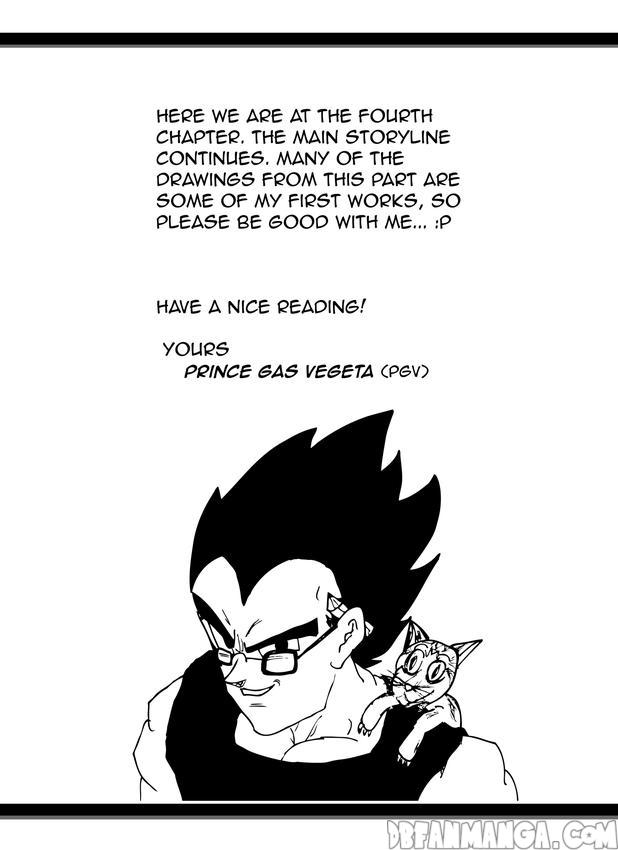 HERE WE ARE AT THE FOURTH
CHAPTER. THE MAIN STORYLINE
CONTINUES. MANY OF THE
DRAWINGS FROM THIS PART ARE
SOME OF MY FIRST WORKS, SO
PLEASE BE GOOD WITH ME... :P
HAVE A NICE READING!
YOURS
PRINCE GAS VEGETA (PGV)
DBFANMANGA.COM